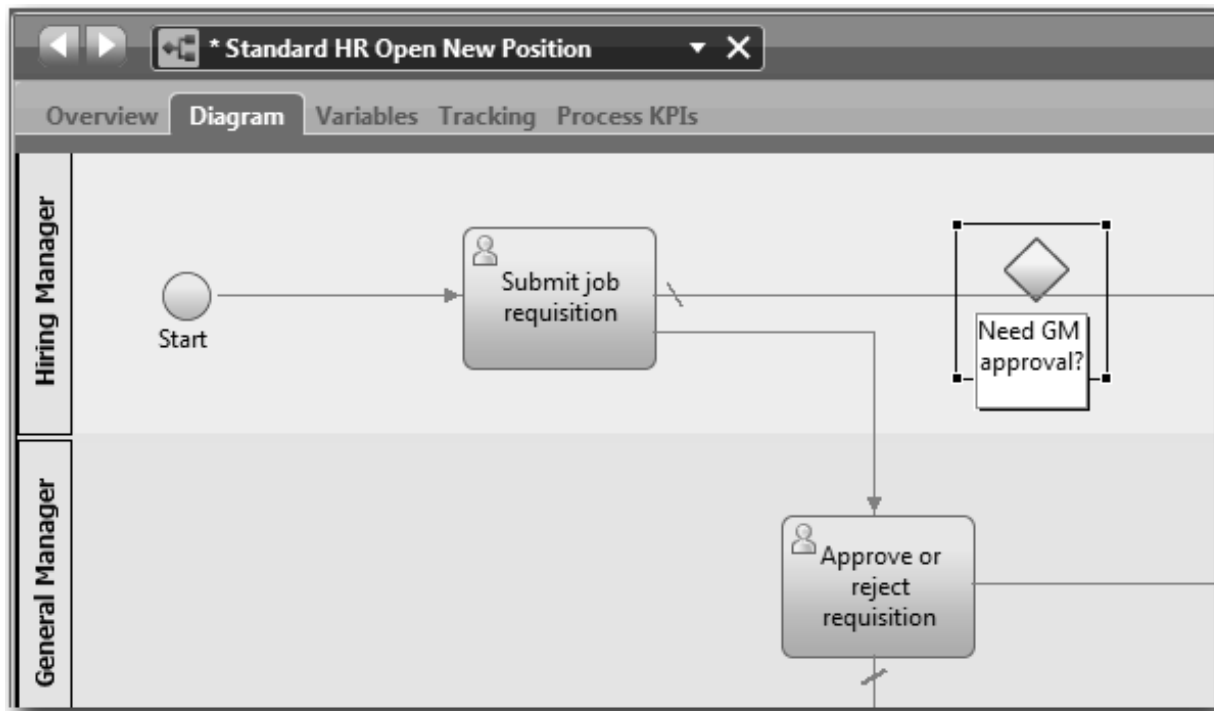 * Standard HR Open New Position
Overview Diagram Variables Tracking Process KPIs
Hiring Manager
Start
Submit job
requisition
Need GM
approval?
General Manager
Approve or
reject
requisition